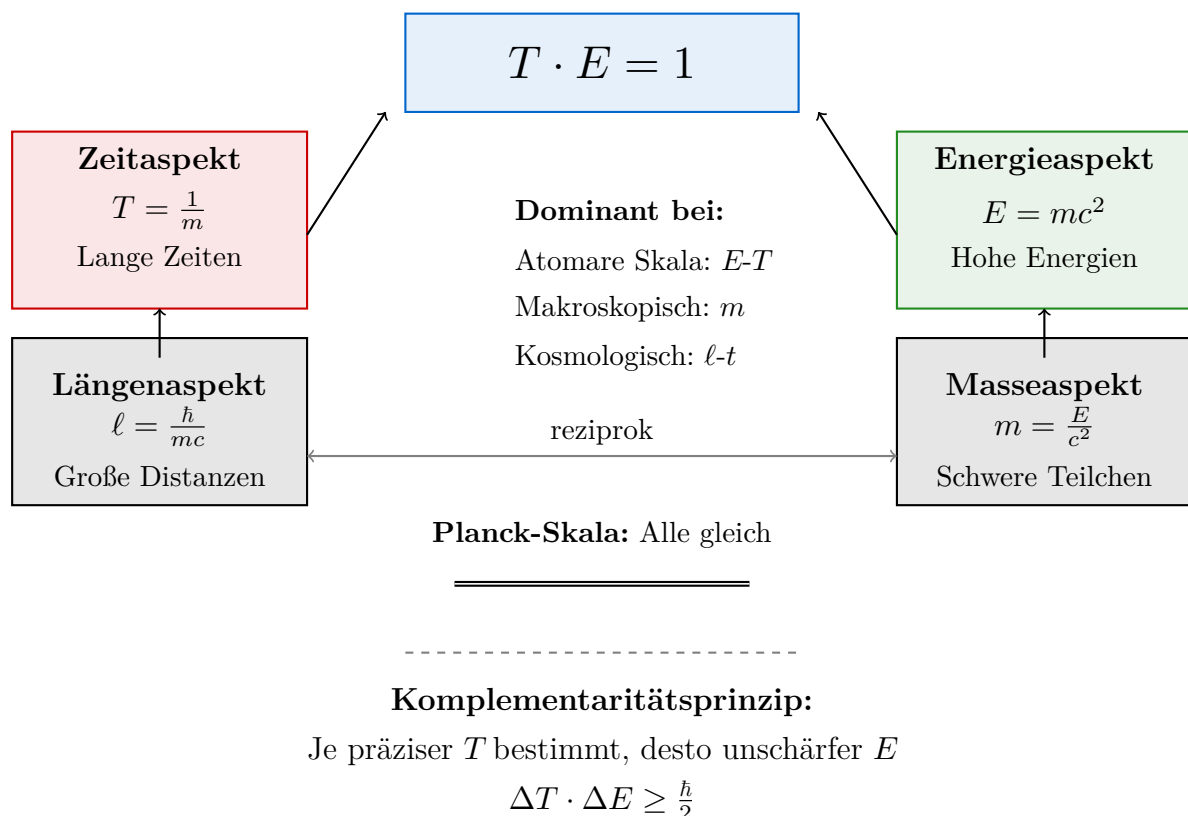 T · E = 1
Zeitaspekt
T = 1/m
Lange Zeiten
Energieaspekt
E = mc²
Hohe Energien
Dominant bei:
Atomare Skala: E-T
Makroskopisch: m
Kosmologisch: ℓ-t
Längenaspekt
ℓ = ħ/mc
Große Distanzen
reziprok
Masseaspekt
m = E/c²
Schwere Teilchen
Planck-Skala: Alle gleich
Komplementaritätsprinzip:
Je präziser T bestimmt, desto unschärfer E
ΔT · ΔE ≥ ħ/2